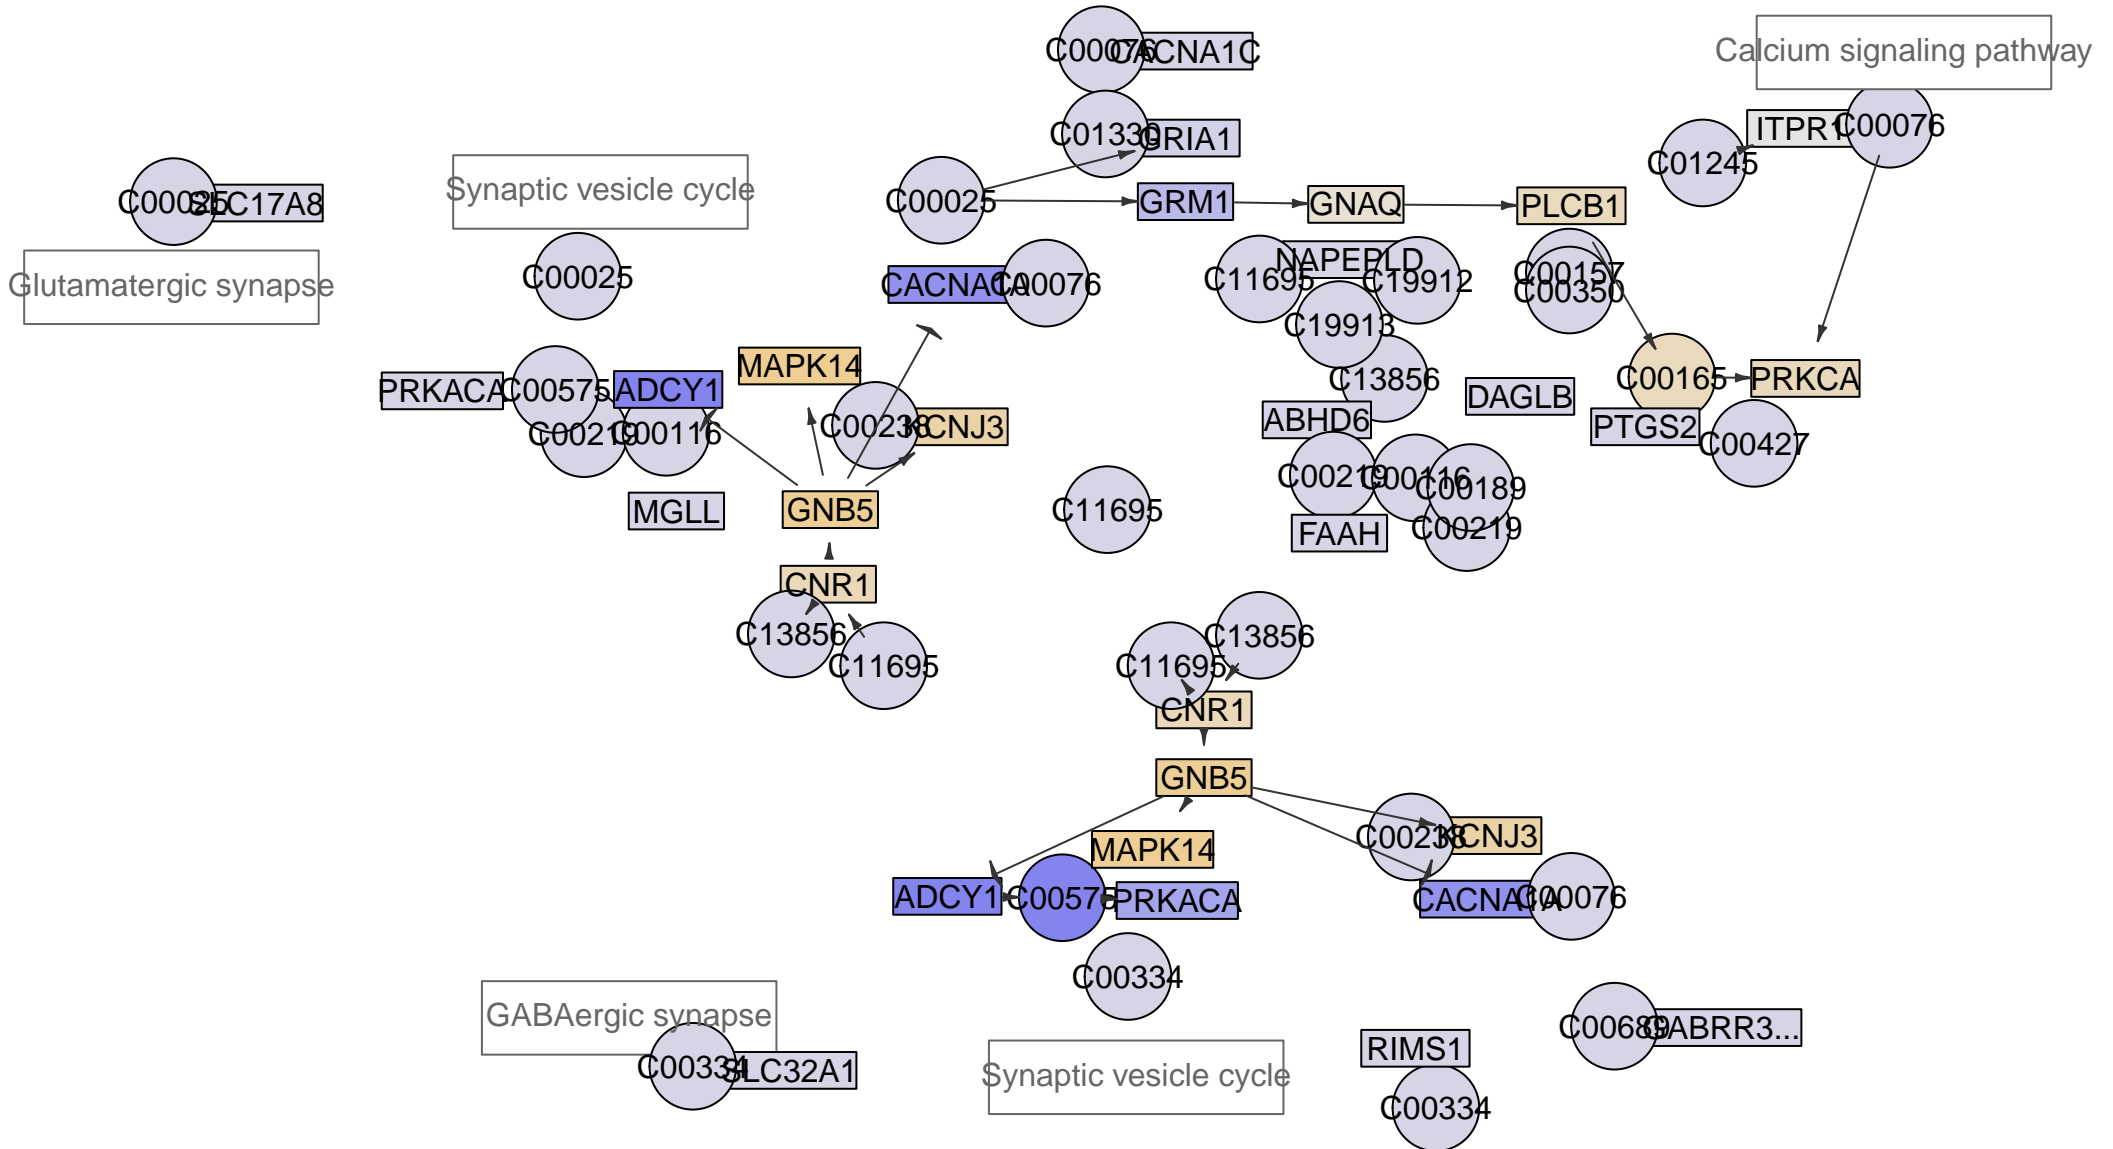 C00076
CACNA1C
Calcium signaling pathway
C01330
GRIA1
ITPR1
C00076
C01245
C00025
SLC17A8
Synaptic vesicle cycle
C00025
GRM1
GNAQ
PLCB1
Glutamatergic synapse
C00025
CACNA1A
C00076
C11695
NAPEPLD
C19912
C00157
C00350
C19913
PRKACA
C00575
ADCY1
MAPK14
C13856
DAGLB
C00165
PRKCA
C00219
C00116
C00238
KCNJ3
ABHD6
PTGS2
C00427
MGLL
GNB5
C11695
C00219
C00116
C00189
FAAH
C00219
CNR1
C13856
C11695
C11695
C13856
CNR1
GNB5
MAPK14
C00238
KCNJ3
ADCY1
C00575
PRKACA
CACNA1A
C00076
C00334
GABAergic synapse
C00334
SLC32A1
Synaptic vesicle cycle
RIMS1
C00334
C00689
GABRR3...